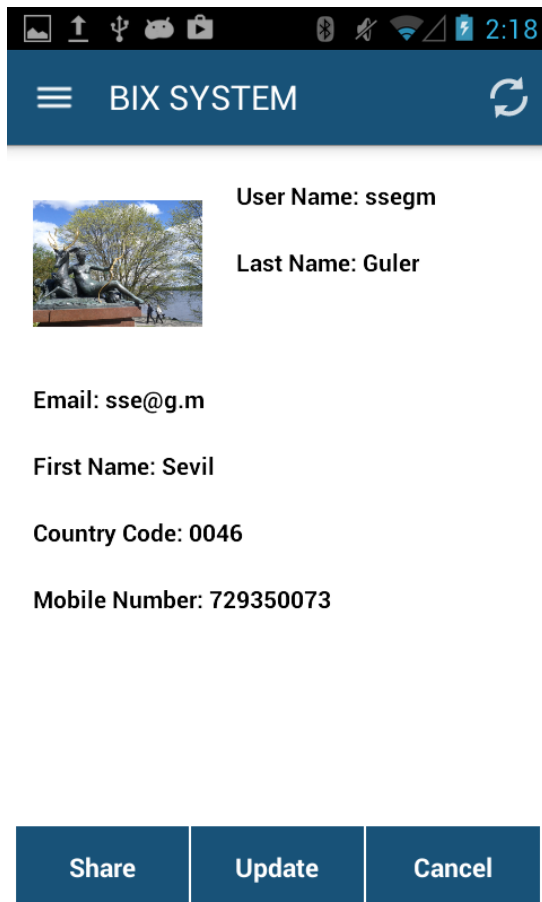 2:18
BIX SYSTEM
User Name: ssegm
Last Name: Guler
Email: sse@g.m
First Name: Sevil
Country Code: 0046
Mobile Number: 729350073
Share Update Cancel